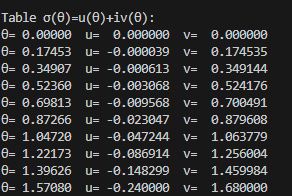 Table σ(θ)=u(θ)+iv(θ):
θ= 0.00000 u= 0.000000 v= 0.000000
θ= 0.17453 u= -0.000039 v= 0.174535
θ= 0.34907 u= -0.000613 v= 0.349144
θ= 0.52360 u= -0.003068 v= 0.524176
θ= 0.69813 u= -0.009568 v= 0.700491
θ= 0.87266 u= -0.023047 v= 0.879608
θ= 1.04720 u= -0.047244 v= 1.063779
θ= 1.22173 u= -0.086914 v= 1.256004
θ= 1.39626 u= -0.148299 v= 1.459984
θ= 1.57080 u= -0.240000 v= 1.680000